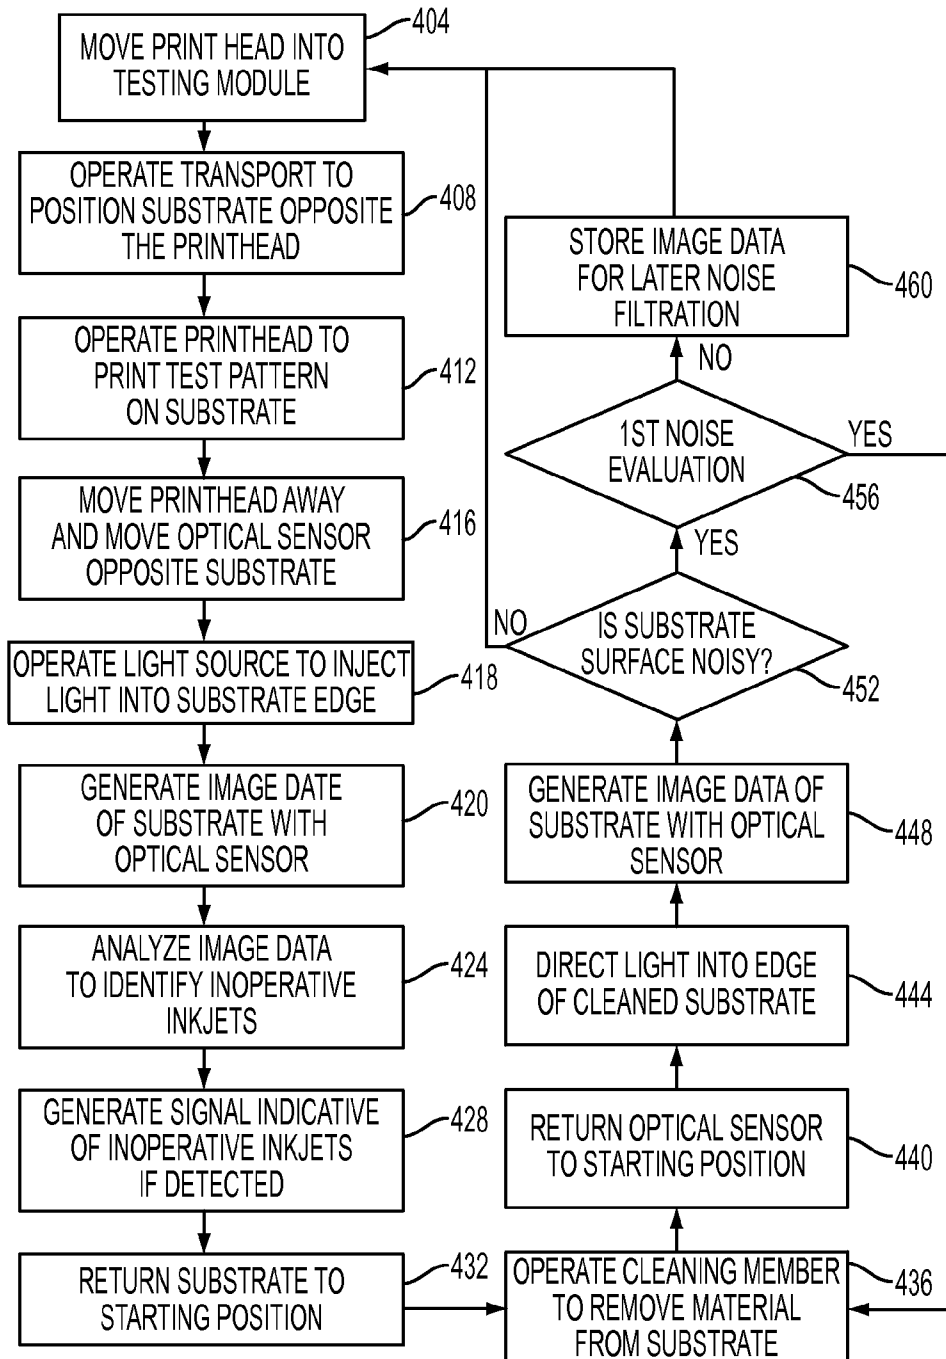 MOVE PRINT HEAD INTO
TESTING MODULE
404
OPERATE TRANSPORT TO
POSITION SUBSTRATE OPPOSITE
THE PRINTHEAD
408
OPERATE PRINTHEAD TO
PRINT TEST PATTERN
ON SUBSTRATE
412
MOVE PRINTHEAD AWAY
AND MOVE OPTICAL SENSOR
OPPOSITE SUBSTRATE
416
OPERATE LIGHT SOURCE TO INJECT
LIGHT INTO SUBSTRATE EDGE
418
GENERATE IMAGE DATE
OF SUBSTRATE WITH
OPTICAL SENSOR
420
ANALYZE IMAGE DATA
TO IDENTIFY INOPERATIVE
INKJETS
424
GENERATE SIGNAL INDICATIVE
OF INOPERATIVE INKJETS
IF DETECTED
428
RETURN SUBSTRATE TO
STARTING POSITION
432
OPERATE CLEANING MEMBER
TO REMOVE MATERIAL
FROM SUBSTRATE
436
RETURN OPTICAL SENSOR
TO STARTING POSITION
440
DIRECT LIGHT INTO EDGE
OF CLEANED SUBSTRATE
444
GENERATE IMAGE DATA OF
SUBSTRATE WITH OPTICAL
SENSOR
448
IS SUBSTRATE
SURFACE NOISY?
452
NO
YES
1ST NOISE
EVALUATION
456
YES
NO
STORE IMAGE DATA
FOR LATER NOISE
FILTRATION
460